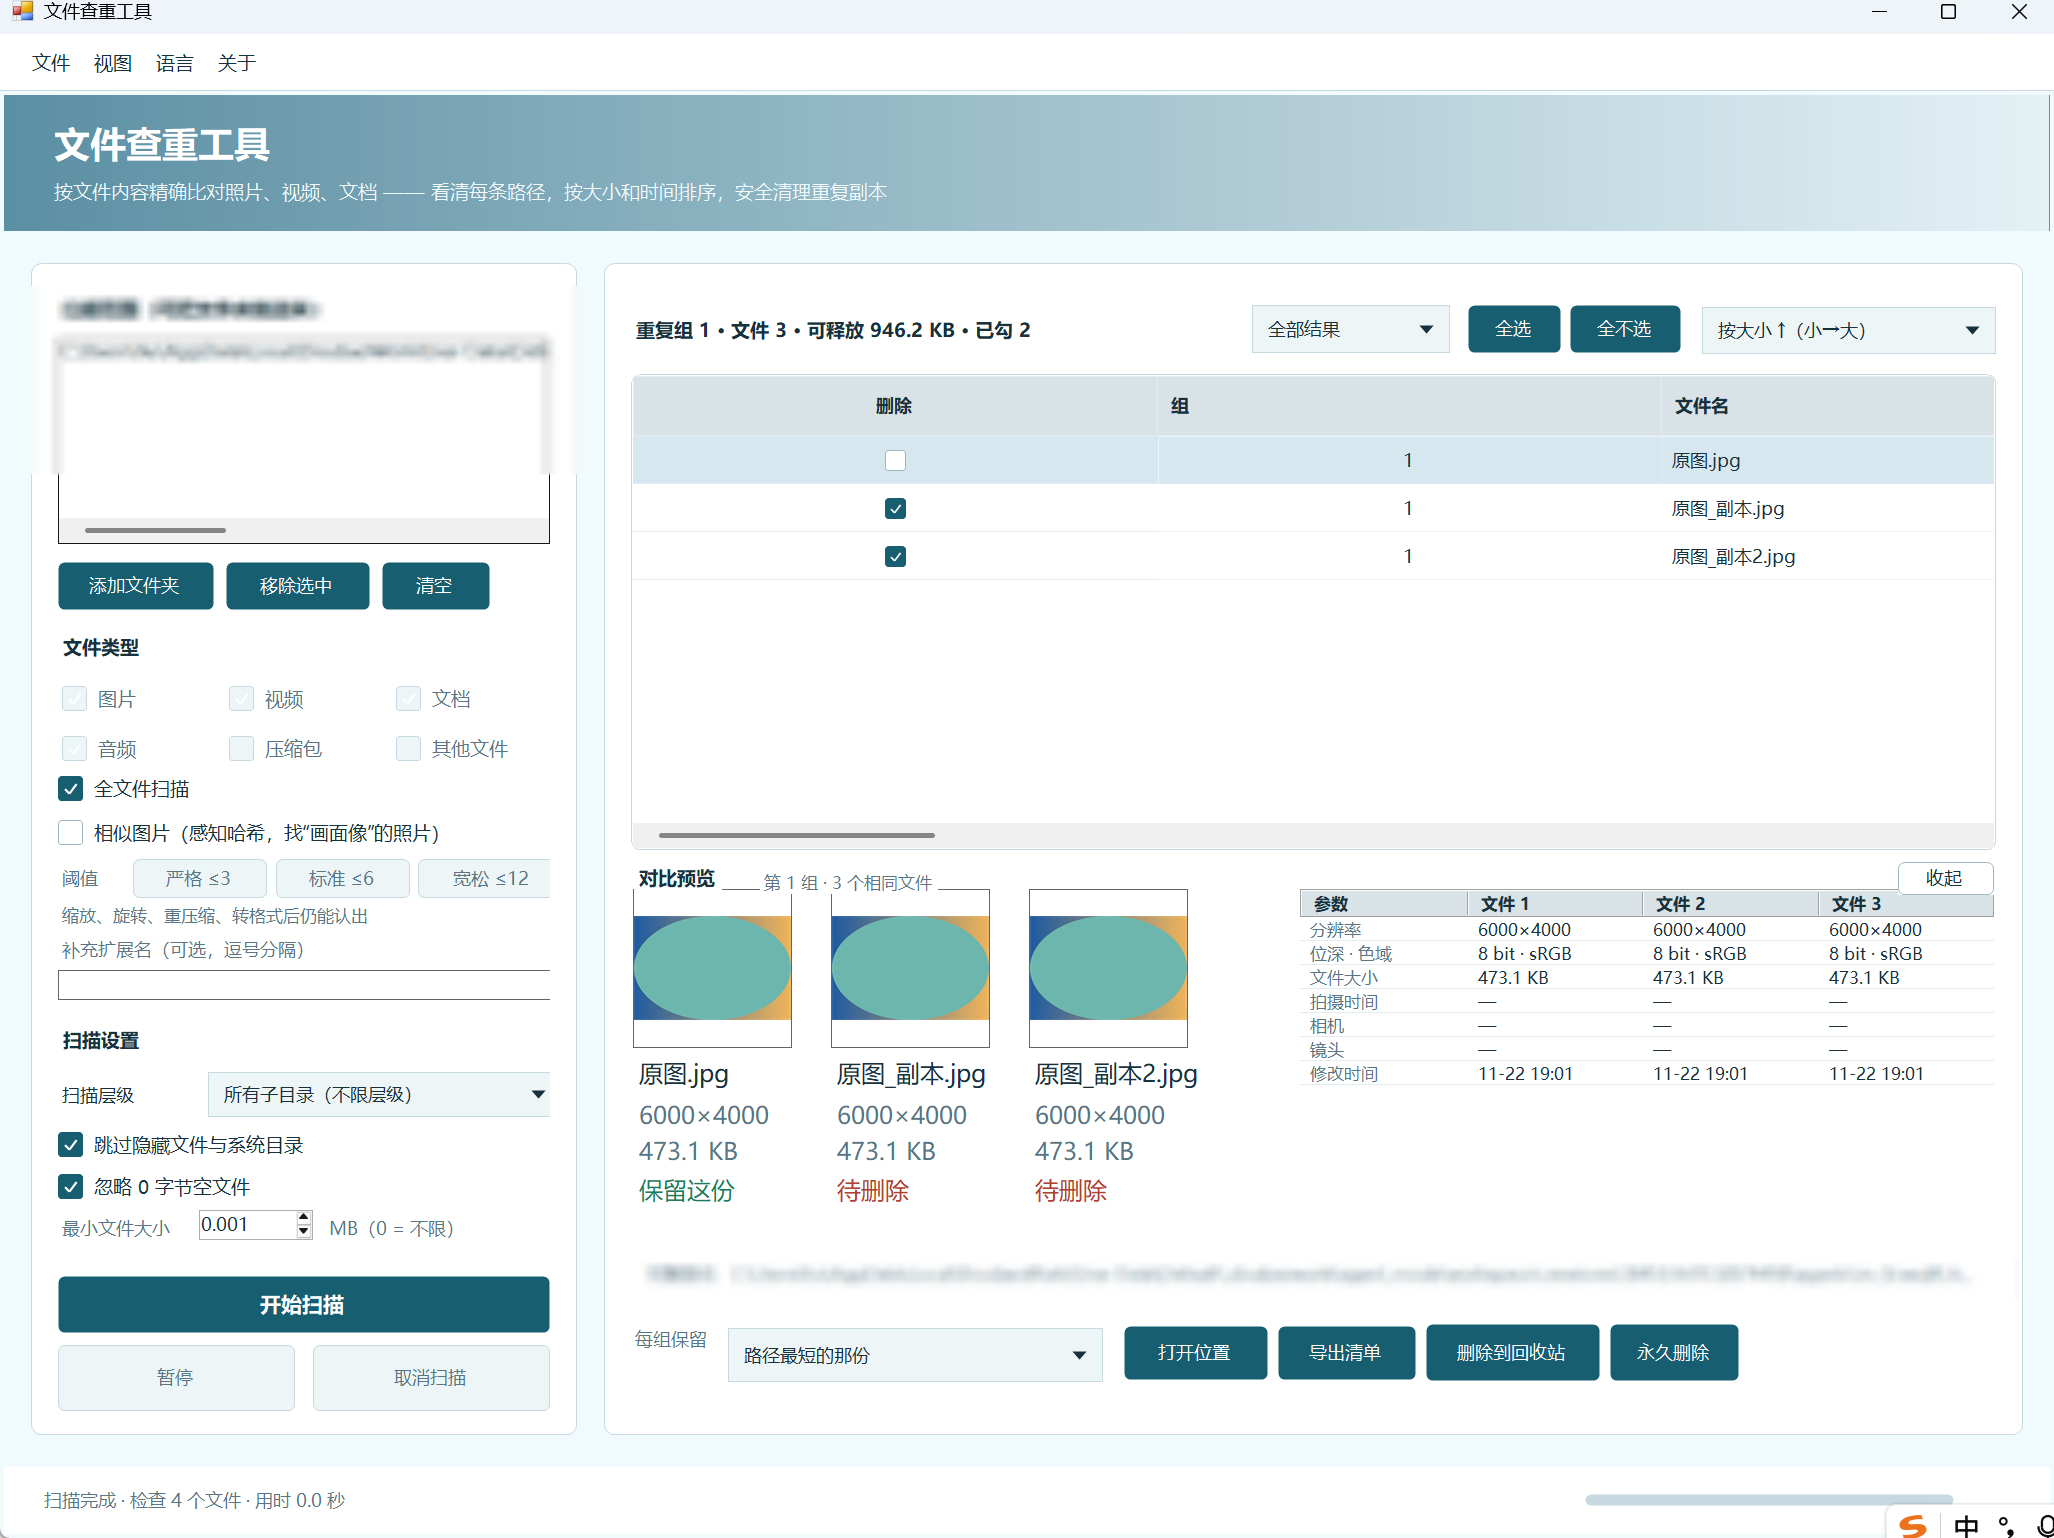 文件查重工具
文件 视图 语言 关于
文件查重工具
按文件内容精确比对照片、视频、文档 —— 看清每条路径，按大小和时间排序，安全清理重复副本
添加文件夹 移除选中 清空
文件类型
图片 视频 文档
音频 压缩包 其他文件
全文件扫描
相似图片（感知哈希，找“画面像”的照片）
阈值 严格 ≤3 标准 ≤6 宽松 ≤12
缩放、旋转、重压缩、转格式后仍能认出
补充扩展名（可选，逗号分隔）
扫描设置
扫描层级 所有子目录（不限层级）
跳过隐藏文件与系统目录
忽略 0 字节空文件
最小文件大小 0.001 MB（0 = 不限）
开始扫描
暂停 取消扫描
重复组 1 · 文件 3 · 可释放 946.2 KB · 已勾 2 全部结果 全选 全不选 按大小↑（小→大）
删除 组 文件名
1 原图.jpg
1 原图_副本.jpg
1 原图_副本2.jpg
对比预览 第 1 组 · 3 个相同文件 收起
原图.jpg 原图_副本.jpg 原图_副本2.jpg
6000×4000 6000×4000 6000×4000
473.1 KB 473.1 KB 473.1 KB
保留这份 待删除 待删除
参数 文件 1 文件 2 文件 3
分辨率 6000×4000 6000×4000 6000×4000
位深 · 色域 8 bit · sRGB 8 bit · sRGB 8 bit · sRGB
文件大小 473.1 KB 473.1 KB 473.1 KB
拍摄时间 — — —
相机 — — —
镜头 — — —
修改时间 11-22 19:01 11-22 19:01 11-22 19:01
每组保留 路径最短的那份 打开位置 导出清单 删除到回收站 永久删除
扫描完成 · 检查 4 个文件 · 用时 0.0 秒
中